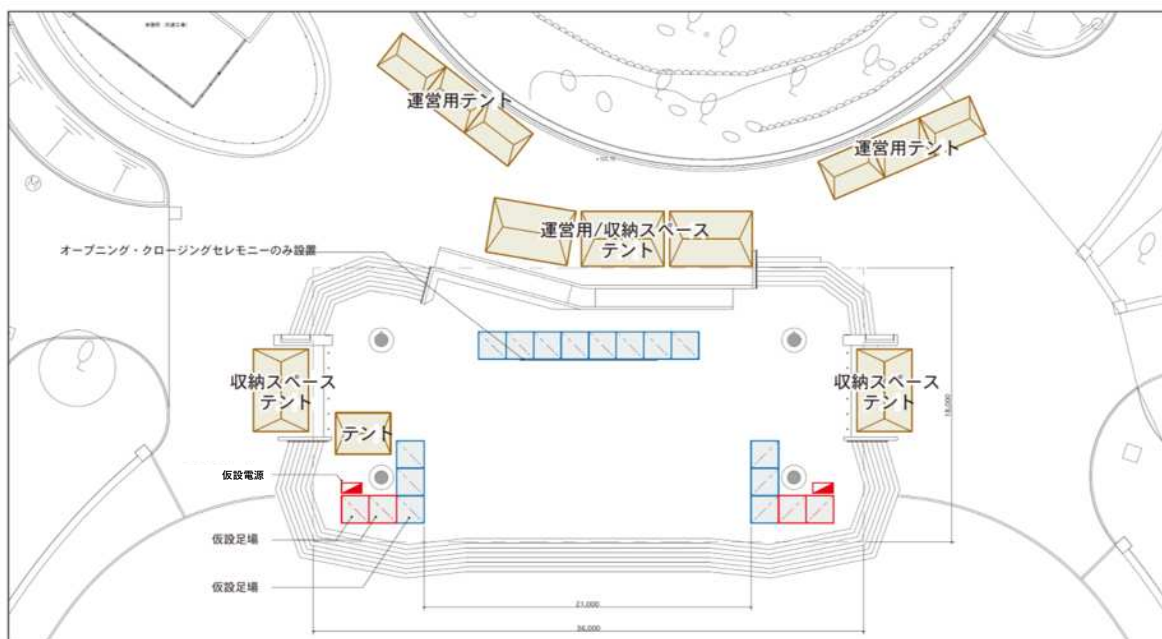 運営用テント
運営用テント
運営用/収納スペース
テント
オープニング・クロージングセレモニーのみ設置
収納スペース
テント
収納スペース
テント
テント
18,000
仮設電源
仮設足場
仮設足場
21,000
36,000